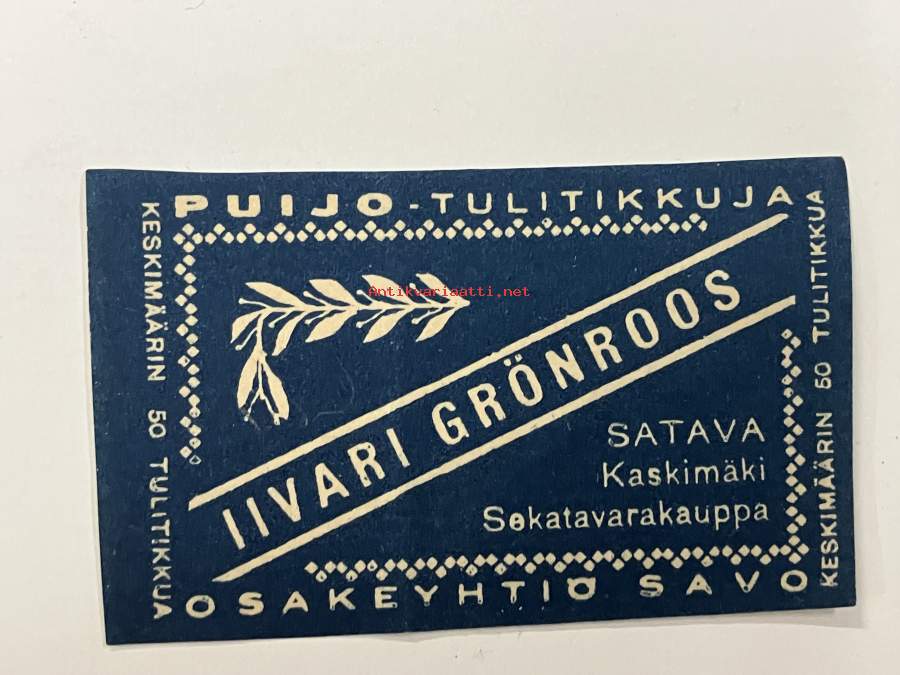 PUIJO-TULITIKKUJA
KESKIMÄÄRIN 50 TULITIKKUA
Antikvariaatti.net
IIVARI GRÖNROOS
SATAVA
Kaskimäki
Sekatavarakauppa
KESKIMÄÄRIN 50 TULITIKKUA
OSAKEYHTIÖ SAVO